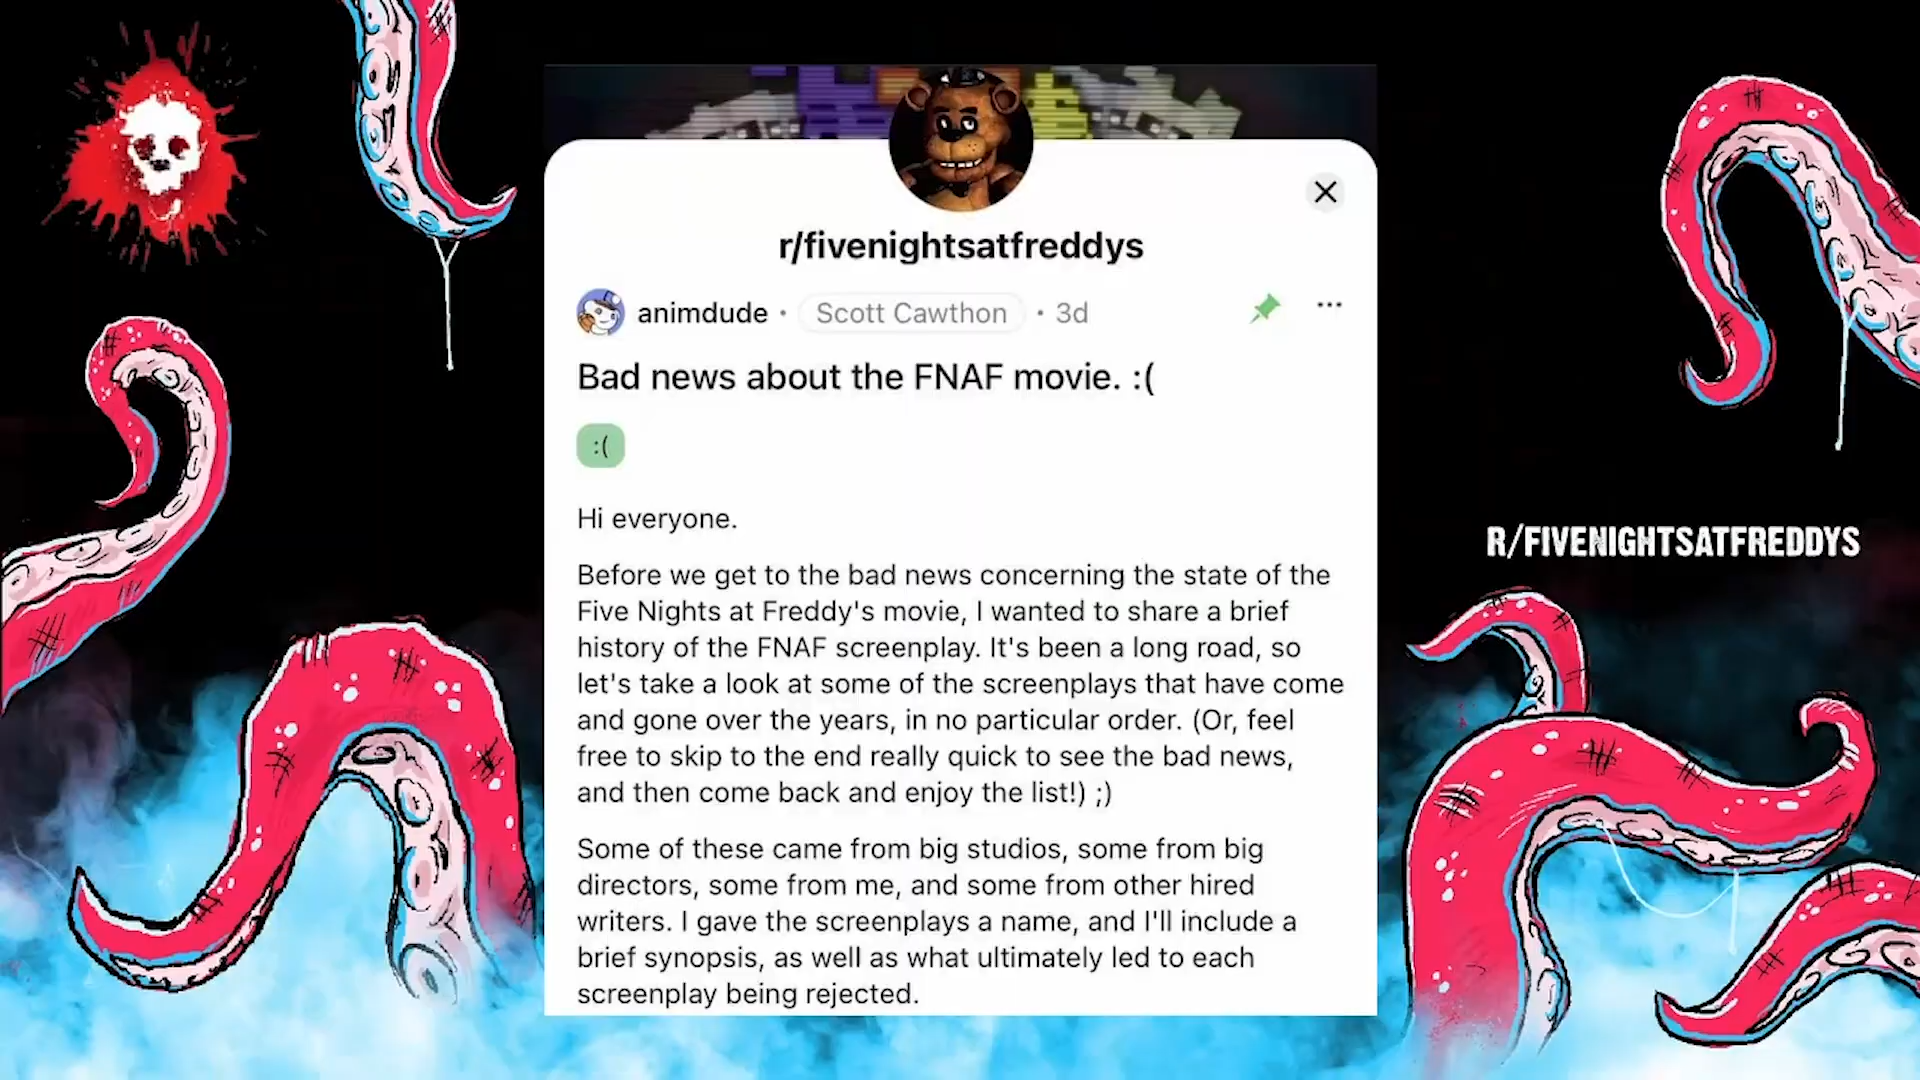 r/fivenightsatfreddys
animdude • Scott Cawthon • 3d
Bad news about the FNAF movie. :(
:(
Hi everyone.
Before we get to the bad news concerning the state of the
Five Nights at Freddy's movie, I wanted to share a brief
history of the FNAF screenplay. It's been a long road, so
let's take a look at some of the screenplays that have come
and gone over the years, in no particular order. (Or, feel
free to skip to the end really quick to see the bad news,
and then come back and enjoy the list!) ;)
Some of these came from big studios, some from big
directors, some from me, and some from other hired
writers. I gave the screenplays a name, and I'll include a
brief synopsis, as well as what ultimately led to each
screenplay being rejected.
R/FIVENIGHTSATFREDDYS